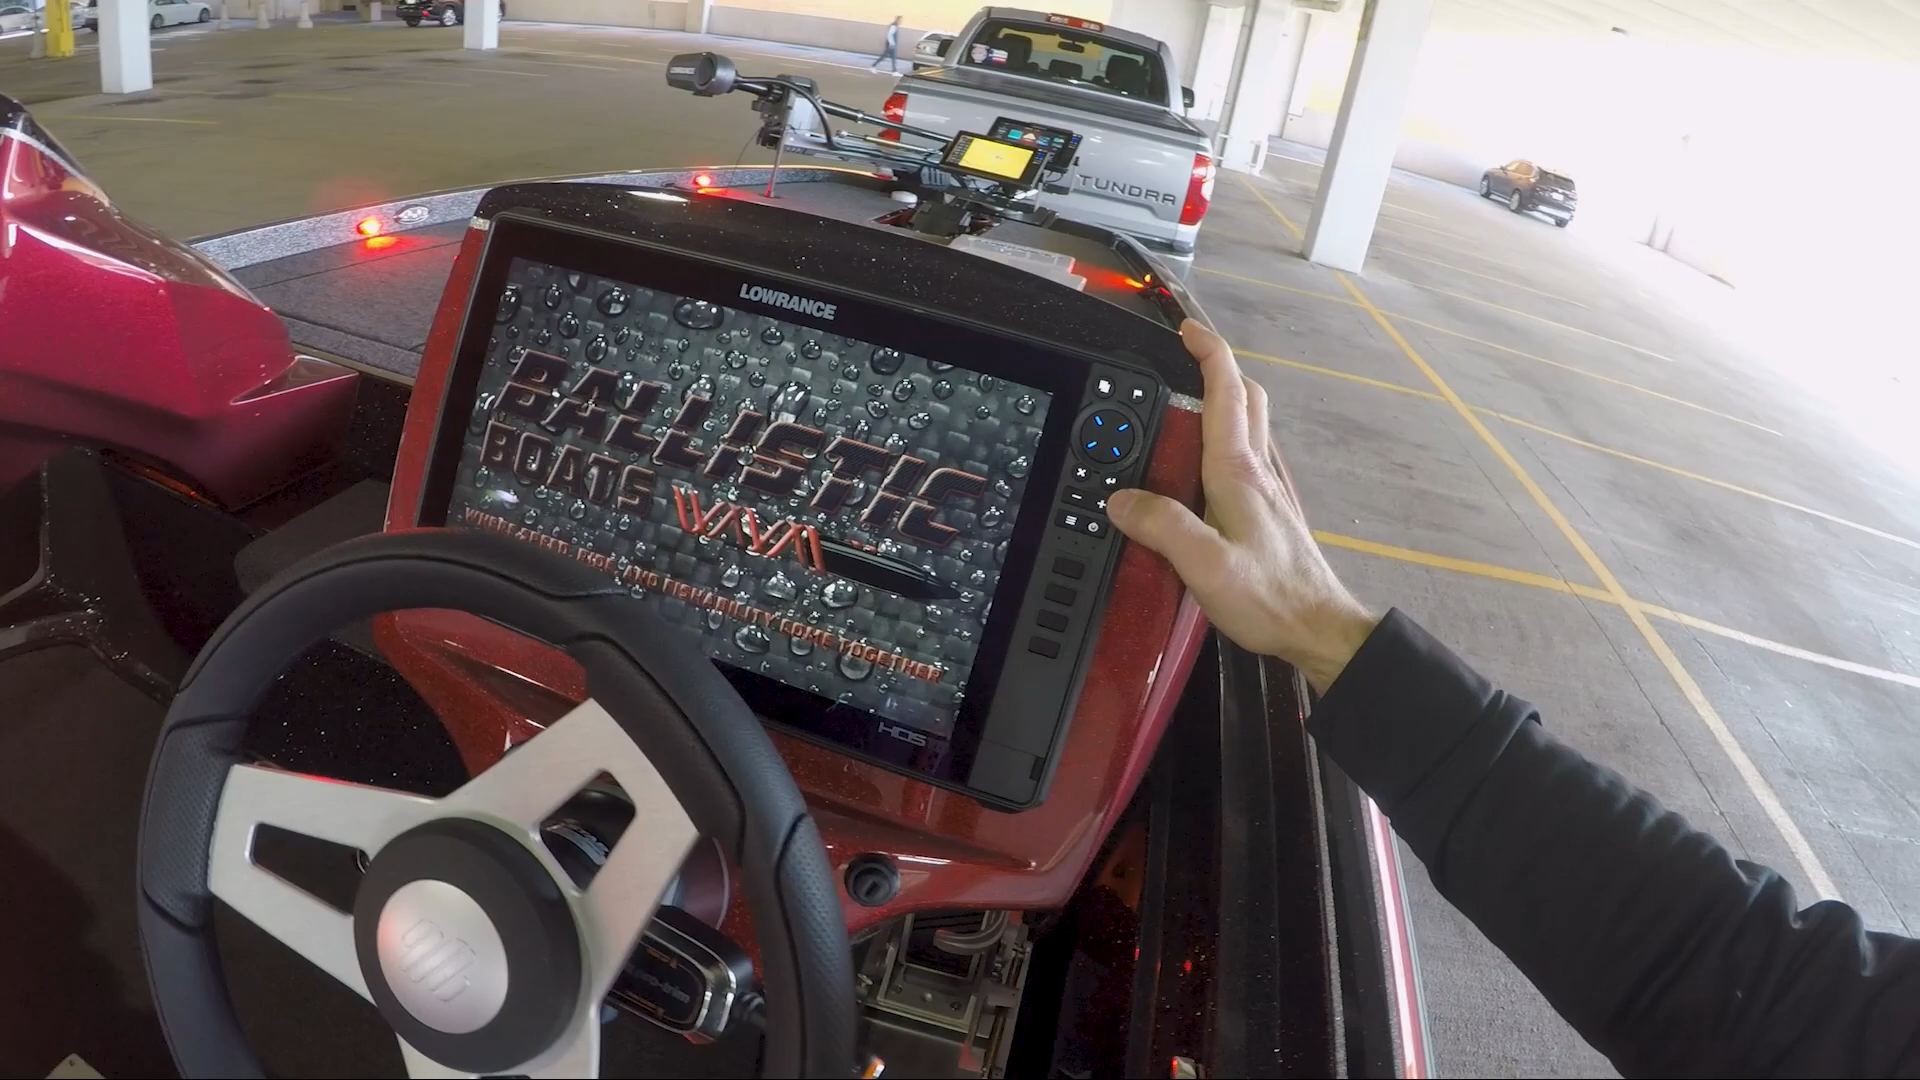 TUNDRA
LOWRANCE
BALLISTIC
BOATS
WHERE SPEED, RIDE, AND FISHABILITY COME TOGETHER
HDS